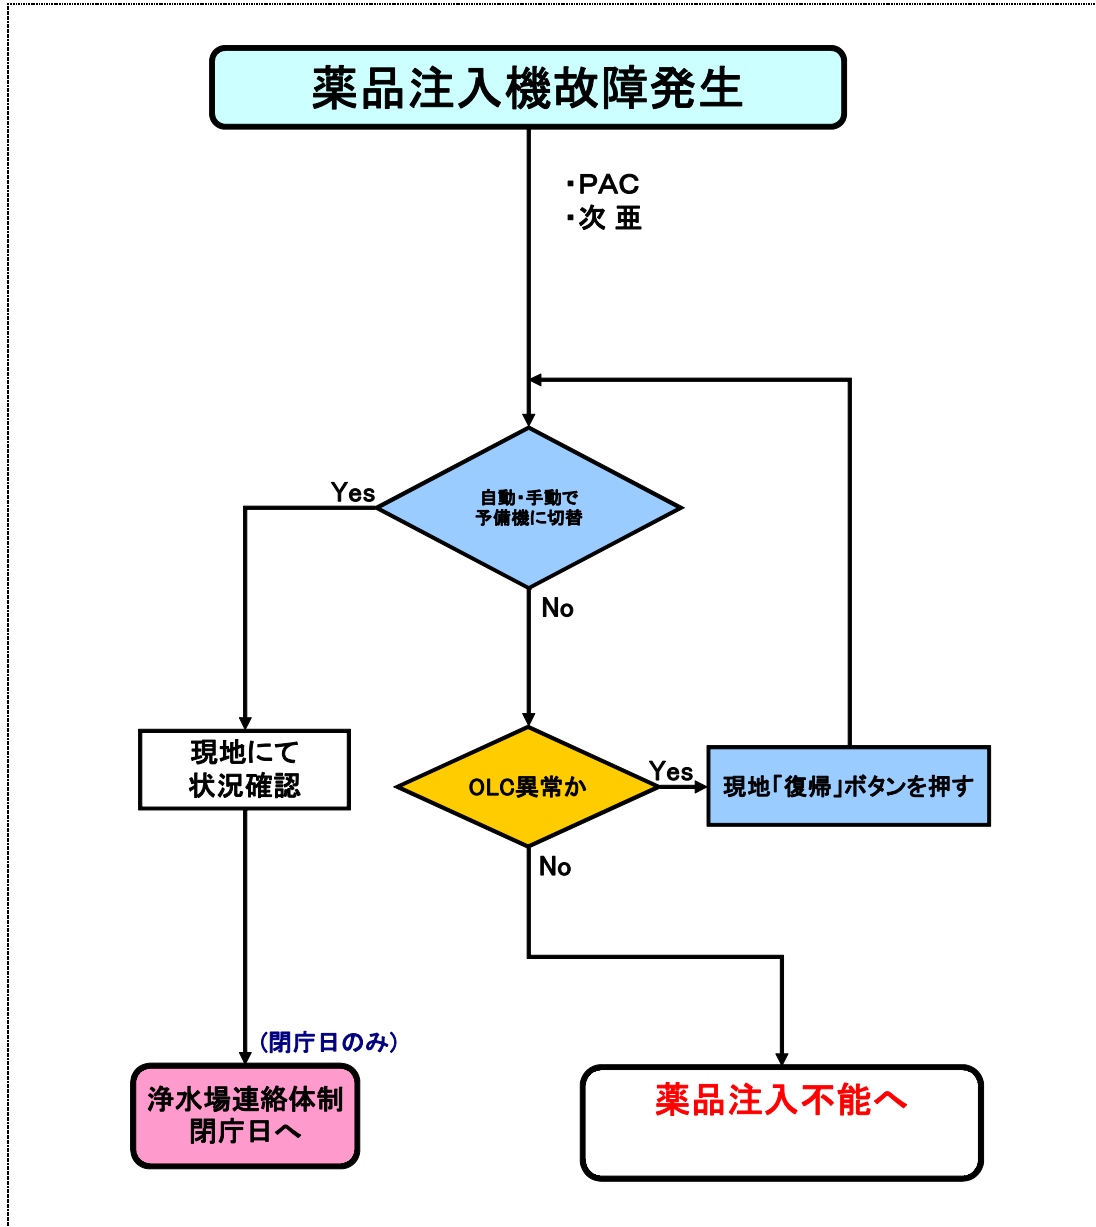 薬品注入機故障発生
・PAC
・次 亜
Yes
自動・手動で
予備機に切替
No
現地にて
状況確認
OLC異常か
Yes
現地「復帰」ボタンを押す
No
(閉庁日のみ)
浄水場連絡体制
閉庁日へ
薬品注入不能へ